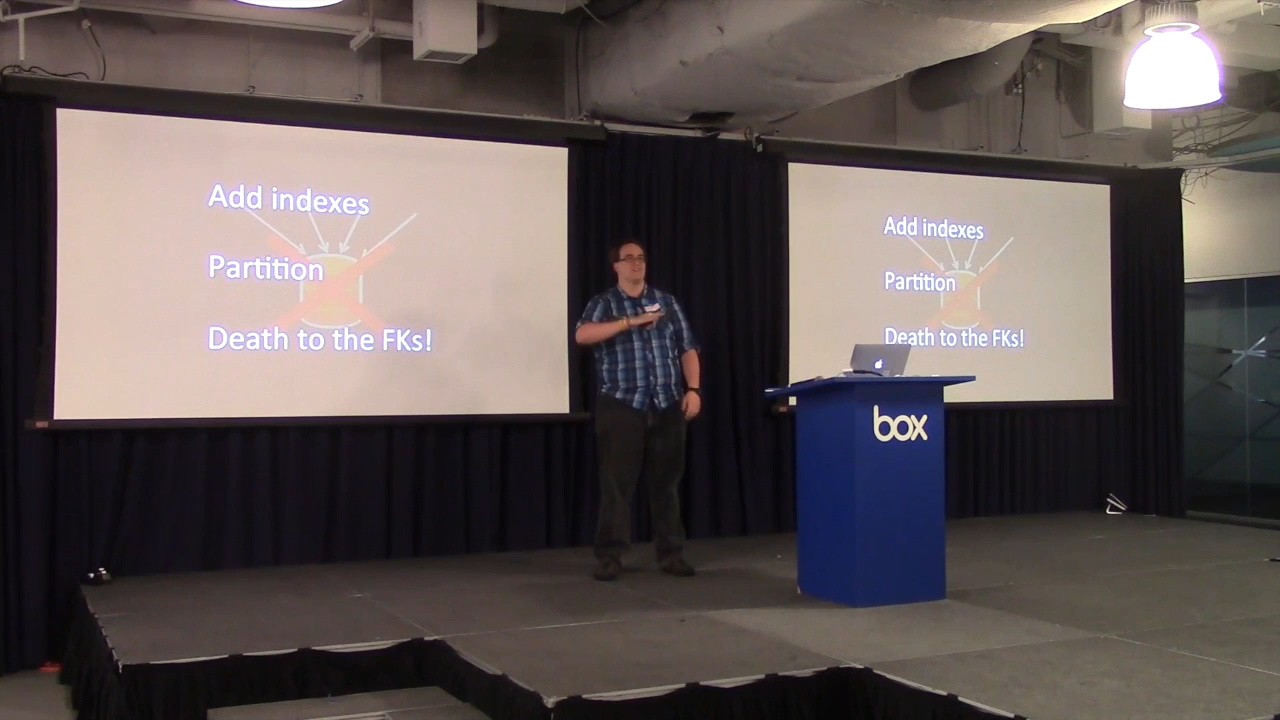 Add indexes
Partition
Death to the FKs!
Add indexes
Partition
Death to the FKs!
box